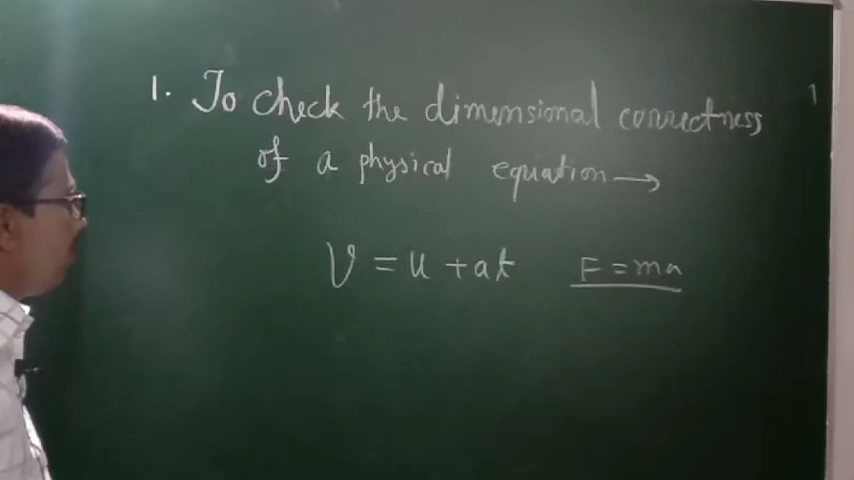 1. To check the dimensional correctness
of a physical equation →
V = u + at F = ma